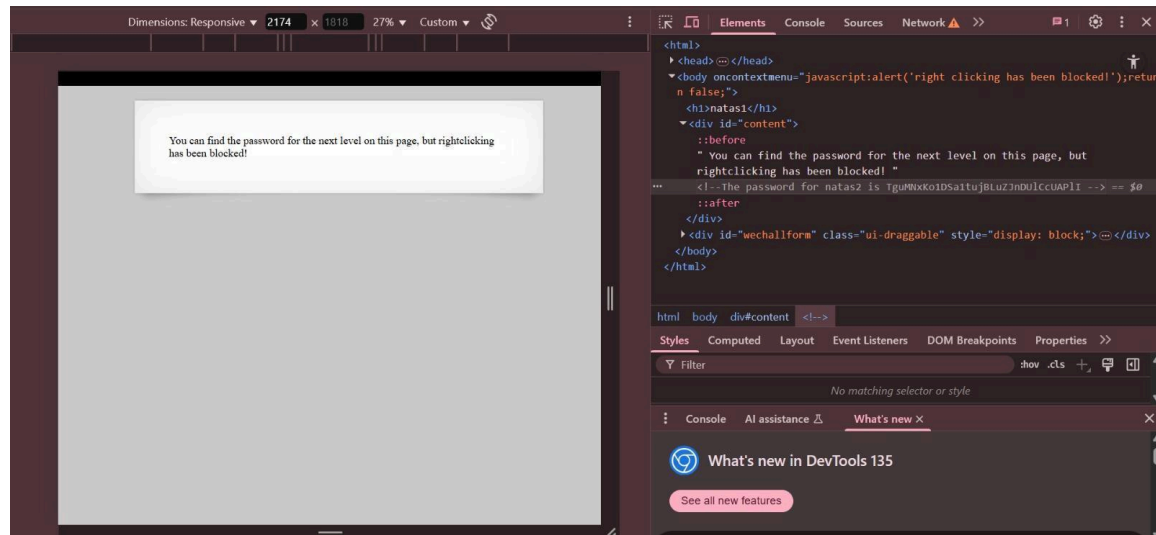 Dimensions: Responsive ▼ 2174 x 1818 27% ▼ Custom ▼
Elements Console Sources Network >> 1
You can find the password for the next level on this page, but rightclicking
has been blocked!
<html>
<head> ... </head>
<body oncontextmenu="javascript:alert('right clicking has been blocked!');retur
n false;">
<h1>natas1</h1>
<div id="content">
::before
" You can find the password for the next level on this page, but
rightclicking has been blocked! "
... <!--The password for natas2 is TguMNxKo1DSa1tujBLuZJnDUlCcUAPlI --> == $0
::after
</div>
<div id="wechallform" class="ui-draggable" style="display: block;"> ... </div>
</body>
</html>
html body div#content <!-->
Styles Computed Layout Event Listeners DOM Breakpoints Properties >>
Filter :hov .cls +
No matching selector or style
Console AI assistance What's new ×
What's new in DevTools 135
See all new features